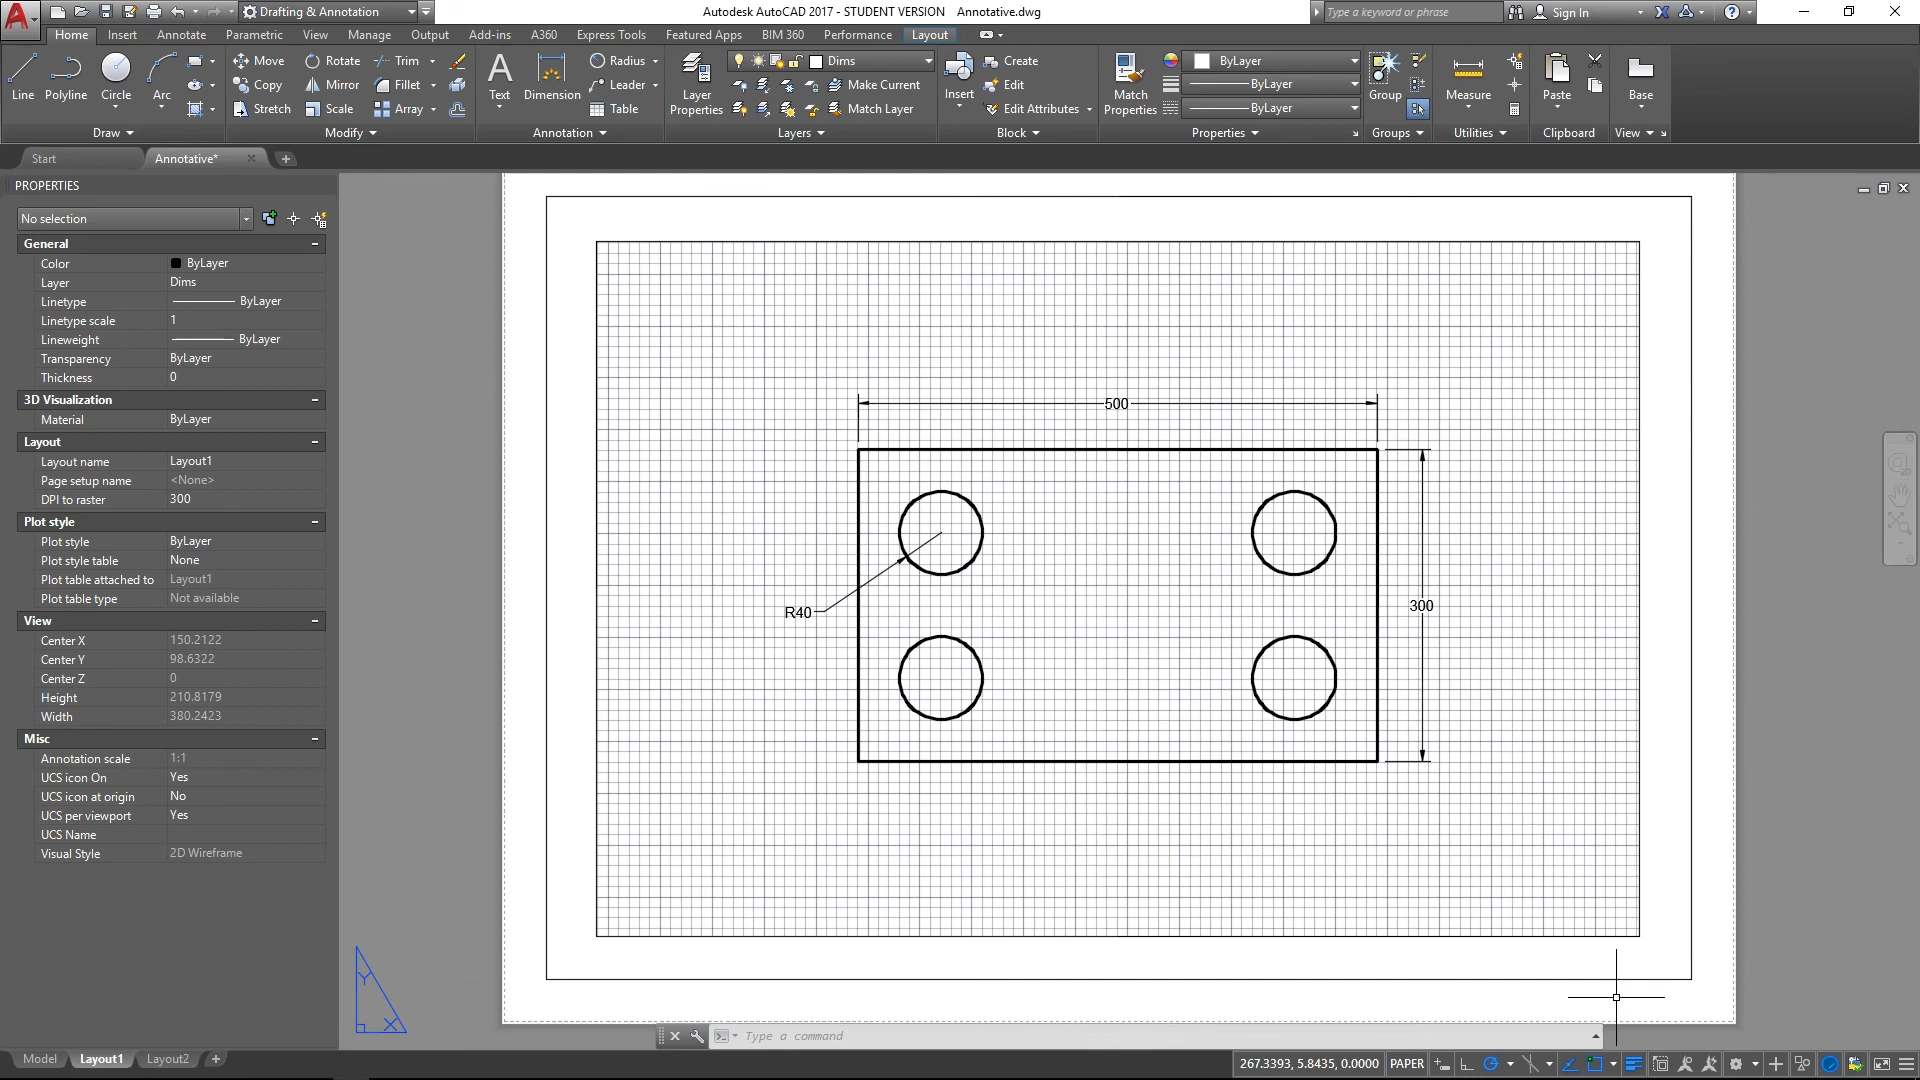 Drafting & Annotation
Autodesk AutoCAD 2017 - STUDENT VERSION Annotative.dwg
Type a keyword or phrase
Sign In
Home Insert Annotate Parametric View Manage Output Add-ins A360 Express Tools Featured Apps BIM 360 Performance Layout
Line Polyline Circle Arc
Move Rotate Trim
Copy Mirror Fillet
Stretch Scale Array
Text Dimension
Radius
Leader
Table
Layer Properties
Dims
Make Current
Match Layer
Insert
Create
Edit
Edit Attributes
Match Properties
ByLayer
ByLayer
ByLayer
Group Measure Paste Base
Draw Modify Annotation Layers Block Properties Groups Utilities Clipboard View
Start Annotative*
PROPERTIES
No selection
General
Color ByLayer
Layer Dims
Linetype ByLayer
Linetype scale 1
Lineweight ByLayer
Transparency ByLayer
Thickness 0
3D Visualization
Material ByLayer
Layout
Layout name Layout1
Page setup name <None>
DPI to raster 300
Plot style
Plot style ByLayer
Plot style table None
Plot table attached to Layout1
Plot table type Not available
View
Center X 150.2122
Center Y 98.6322
Center Z 0
Height 210.8179
Width 380.2423
Misc
Annotation scale 1:1
UCS icon On Yes
UCS icon at origin No
UCS per viewport Yes
UCS Name
Visual Style 2D Wireframe
500
R40
300
Y
X
Type a command
Model Layout1 Layout2
267.3393, 5.8435, 0.0000 PAPER